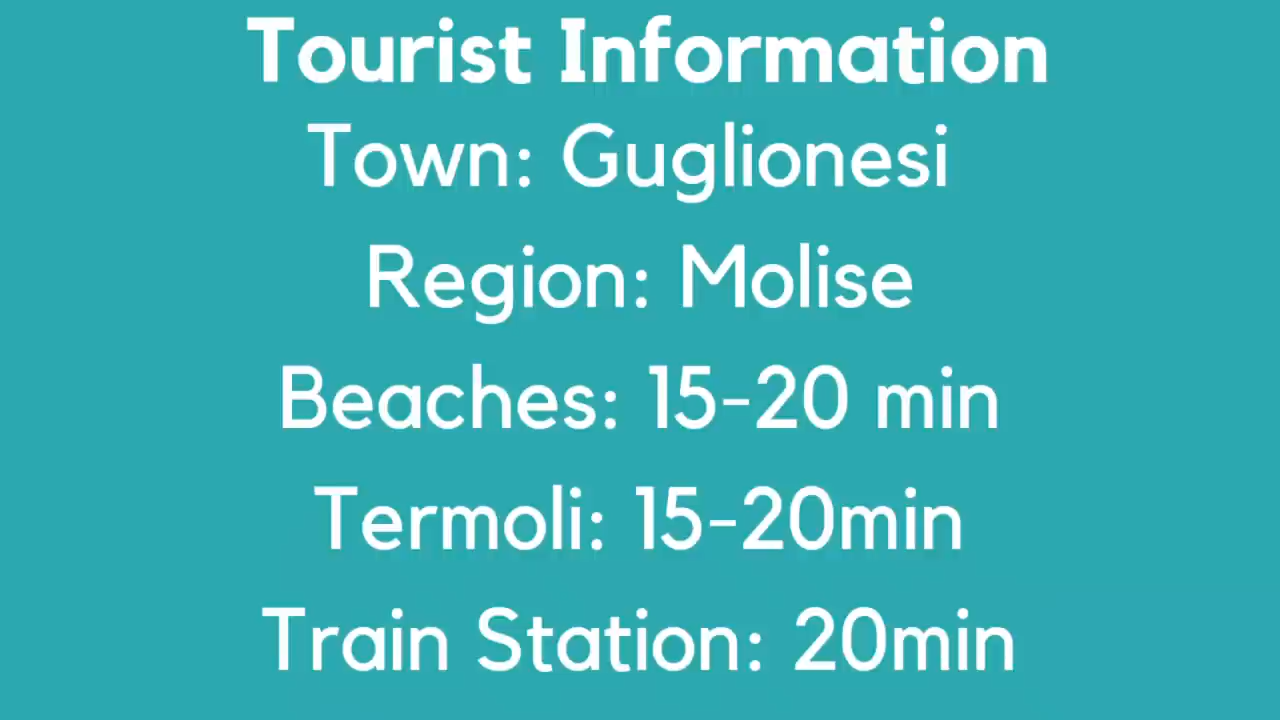 Tourist Information
Town: Guglionesi
Region: Molise
Beaches: 15-20 min
Termoli: 15-20min
Train Station: 20min